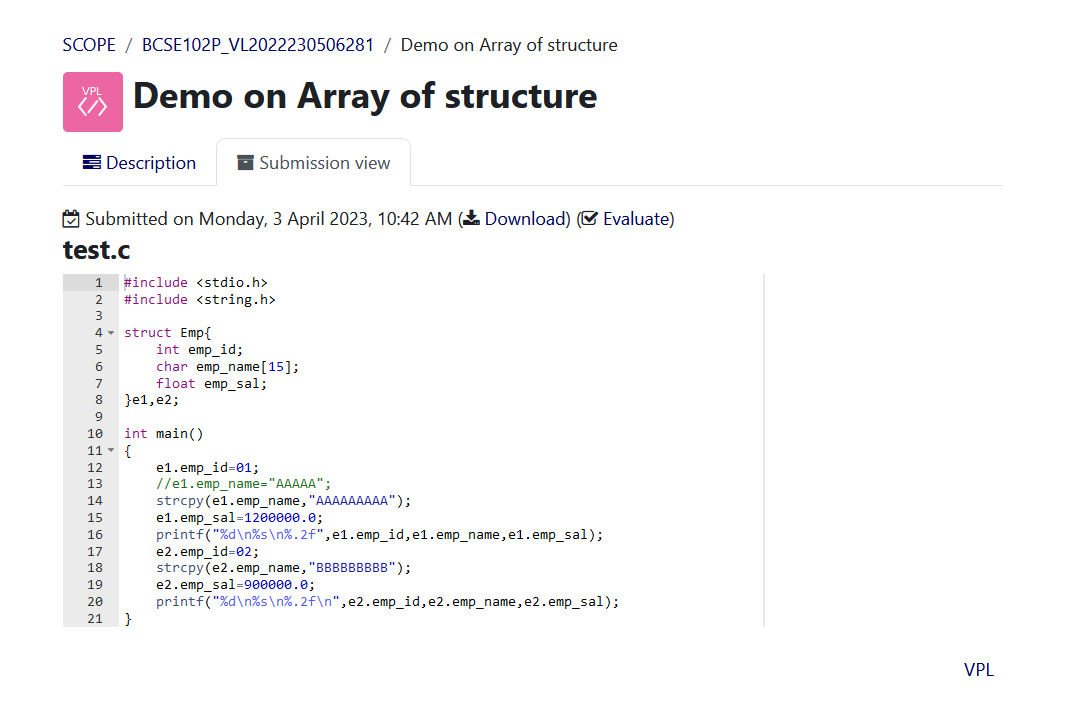 SCOPE / BCSE102P_VL2022230506281 / Demo on Array of structure
VPL
</>
Demo on Array of structure
Description
Submission view
Submitted on Monday, 3 April 2023, 10:42 AM (Download) (Evaluate)
test.c
1 #include <stdio.h>
2 #include <string.h>
3
4 struct Emp{
5     int emp_id;
6     char emp_name[15];
7     float emp_sal;
8 }e1,e2;
9
10 int main()
11 {
12     e1.emp_id=01;
13     //e1.emp_name="AAAAA";
14     strcpy(e1.emp_name,"AAAAAAAAA");
15     e1.emp_sal=1200000.0;
16     printf("%d\n%s\n%.2f",e1.emp_id,e1.emp_name,e1.emp_sal);
17     e2.emp_id=02;
18     strcpy(e2.emp_name,"BBBBBBBBB");
19     e2.emp_sal=900000.0;
20     printf("%d\n%s\n%.2f\n",e2.emp_id,e2.emp_name,e2.emp_sal);
21 }
VPL